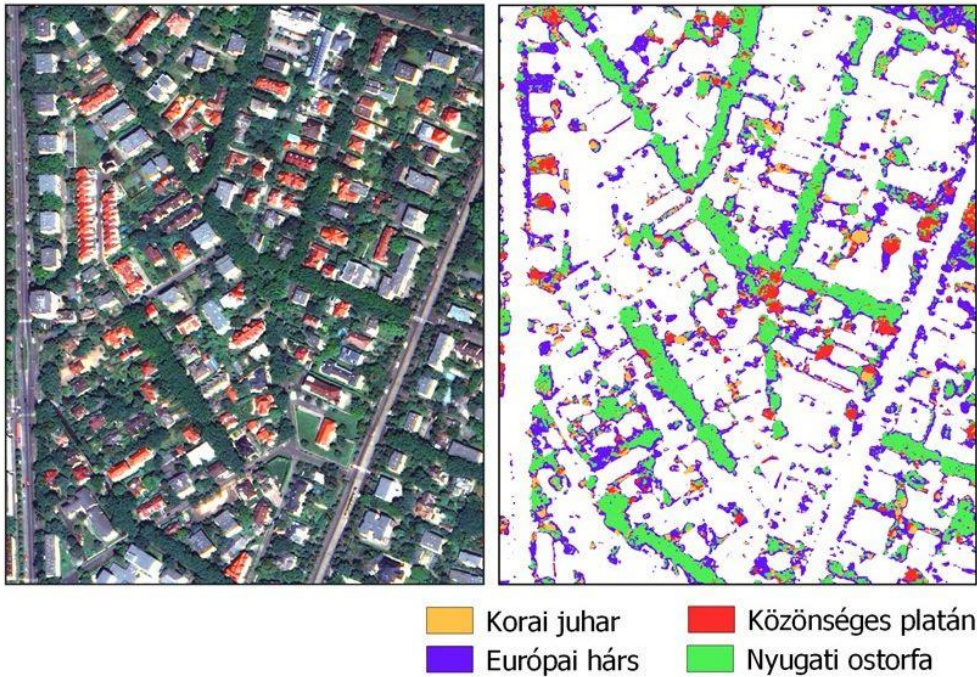 Korai juhar
Közönséges platán
Európai hárs
Nyugati ostorfa